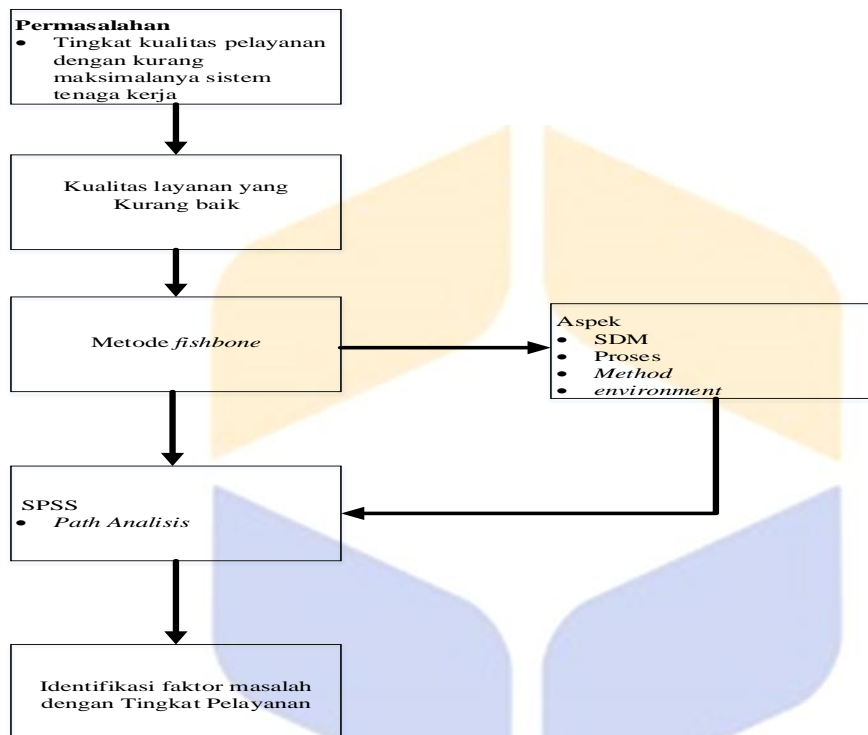 Permasalahan
• Tingkat kualitas pelayanan
dengan kurang
maksimalanya sistem
tenaga kerja
Kualitas layanan yang
Kurang baik
Metode fishbone
Aspek
• SDM
• Proses
• Method
• environment
SPSS
• Path Analisis
Identifikasi faktor masalah
dengan Tingkat Pelayanan